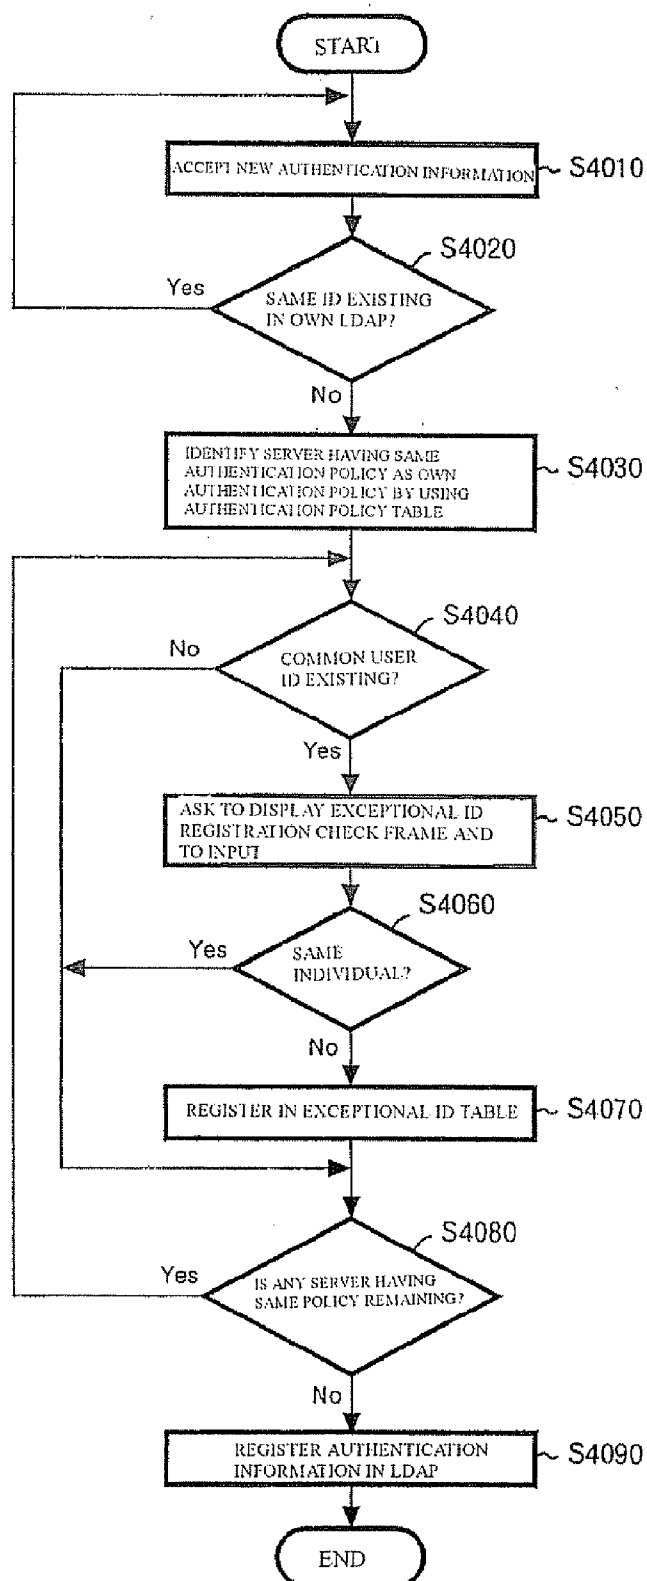 START
ACCEPT NEW AUTHENTICATION INFORMATION
S4010
S4020
Yes
SAME ID EXISTING
IN OWN LDAP?
No
IDENTIFY SERVER HAVING SAME
AUTHENTICATION POLICY AS OWN
AUTHENTICATION POLICY BY USING
AUTHENTICATION POLICY TABLE
S4030
S4040
No
COMMON USER
ID EXISTING?
Yes
ASK TO DISPLAY EXCEPTIONAL ID
REGISTRATION CHECK FRAME AND
TO INPUT
S4050
S4060
Yes
SAME
INDIVIDUAL?
No
REGISTER IN EXCEPTIONAL ID TABLE
S4070
S4080
Yes
IS ANY SERVER HAVING
SAME POLICY REMAINING?
No
REGISTER AUTHENTICATION
INFORMATION IN LDAP
S4090
END